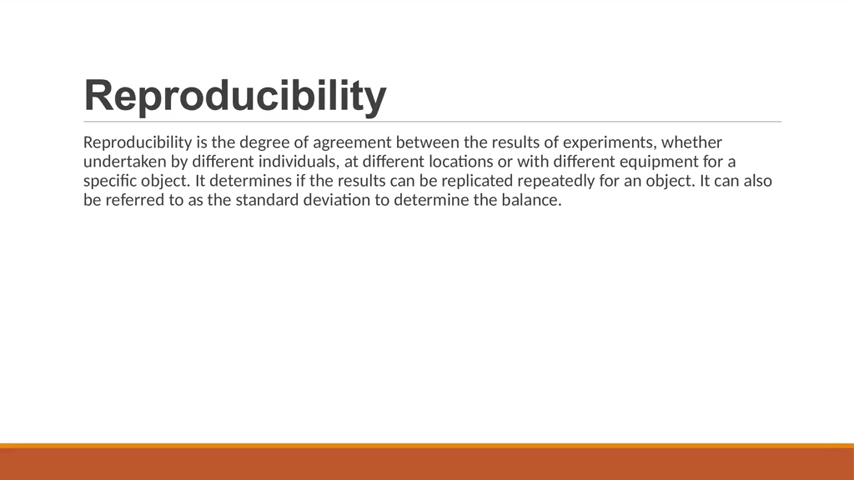 Reproducibility
Reproducibility is the degree of agreement between the results of experiments, whether
undertaken by different individuals, at different locations or with different equipment for a
specific object. It determines if the results can be replicated repeatedly for an object. It can also
be referred to as the standard deviation to determine the balance.